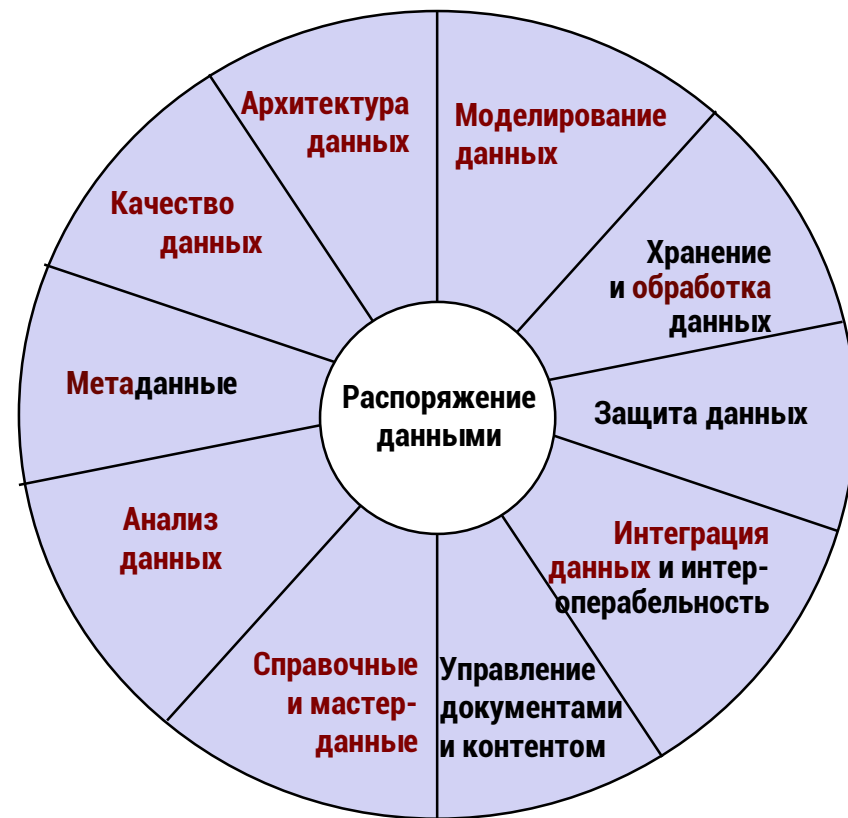 Архитектура
данных
Моделирование
данных
Качество
данных
Хранение
и обработка
данных
Метаданные
Распоряжение
данными
Защита данных
Анализ
данных
Интеграция
данных и интер-
операбельность
Справочные
и мастер-
данные
Управление
документами
и контентом